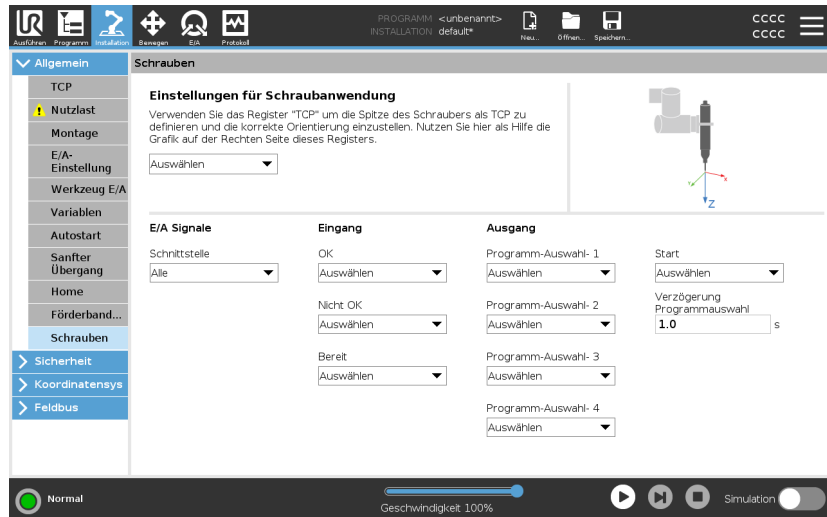 UR
PROGRAMM <unbenannt>
INSTALLATION default*
cccc
cccc
Ausführen Programm Installation Bewegen E/A Protokoll
Neu... Öffnen... Speichern...
Allgemein
TCP
Nutzlast
Montage
E/A-
Einstellung
Werkzeug E/A
Variablen
Autostart
Sanfter
Übergang
Home
Förderband...
Schrauben
Sicherheit
Koordinatensys
Feldbus
Schrauben
Einstellungen für Schraubanwendung
Verwenden Sie das Register "TCP" um die Spitze des Schraubers als TCP zu
definieren und die korrekte Orientierung einzustellen. Nutzen Sie hier als Hilfe die
Grafik auf der Rechten Seite dieses Registers.
Auswählen
Y X
Z
E/A Signale
Schnittstelle
Alle
Eingang
OK
Auswählen
Nicht OK
Auswählen
Bereit
Auswählen
Ausgang
Programm-Auswahl- 1
Auswählen
Programm-Auswahl- 2
Auswählen
Programm-Auswahl- 3
Auswählen
Programm-Auswahl- 4
Auswählen
Start
Auswählen
Verzögerung
Programmauswahl
1.0 s
Normal
Geschwindigkeit 100%
Simulation